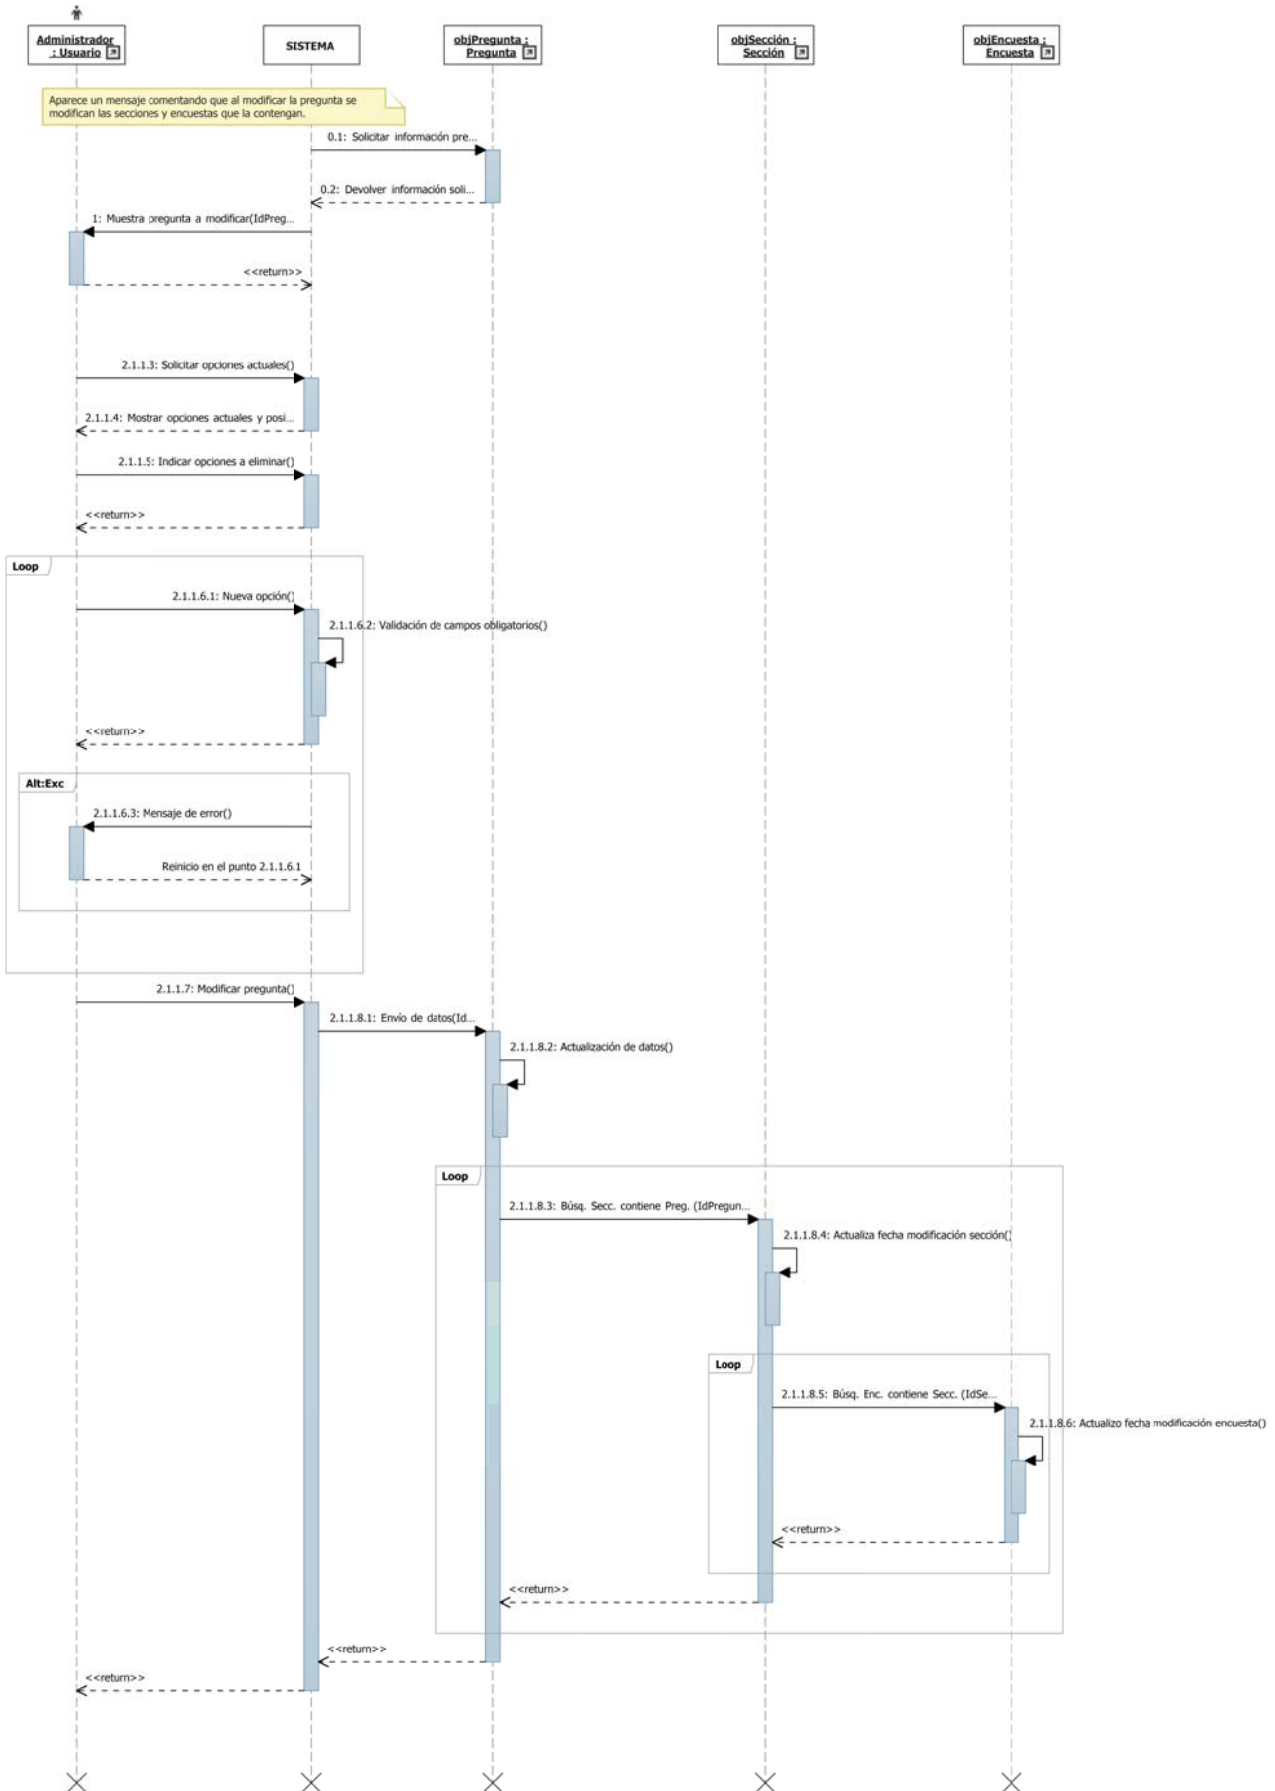 Administrador
: Usuario
SISTEMA
objPregunta :
Pregunta
objSección :
Sección
objEncuesta :
Encuesta
Aparece un mensaje comentando que al modificar la pregunta se
modifican las secciones y encuestas que la contengan.
0.1: Solicitar información pre...
0.2: Devolver información soli...
1: Muestra pregunta a modificar(IdPreg...
<<return>>
2.1.1.3: Solicitar opciones actuales()
2.1.1.4: Mostrar opciones actuales y posi...
2.1.1.5: Indicar opciones a eliminar()
<<return>>
Loop
2.1.1.6.1: Nueva opción()
2.1.1.6.2: Validación de campos obligatorios()
<<return>>
Alt:Exc
2.1.1.6.3: Mensaje de error()
Reinicio en el punto 2.1.1.6.1
2.1.1.7: Modificar pregunta()
2.1.1.8.1: Envío de datos(Id...
2.1.1.8.2: Actualización de datos()
Loop
2.1.1.8.3: Búsq. Secc. contiene Preg. (IdPregun...
2.1.1.8.4: Actualiza fecha modificación sección()
Loop
2.1.1.8.5: Búsq. Enc. contiene Secc. (IdSe...
2.1.1.8.6: Actualizo fecha modificación encuesta()
<<return>>
<<return>>
<<return>>
<<return>>